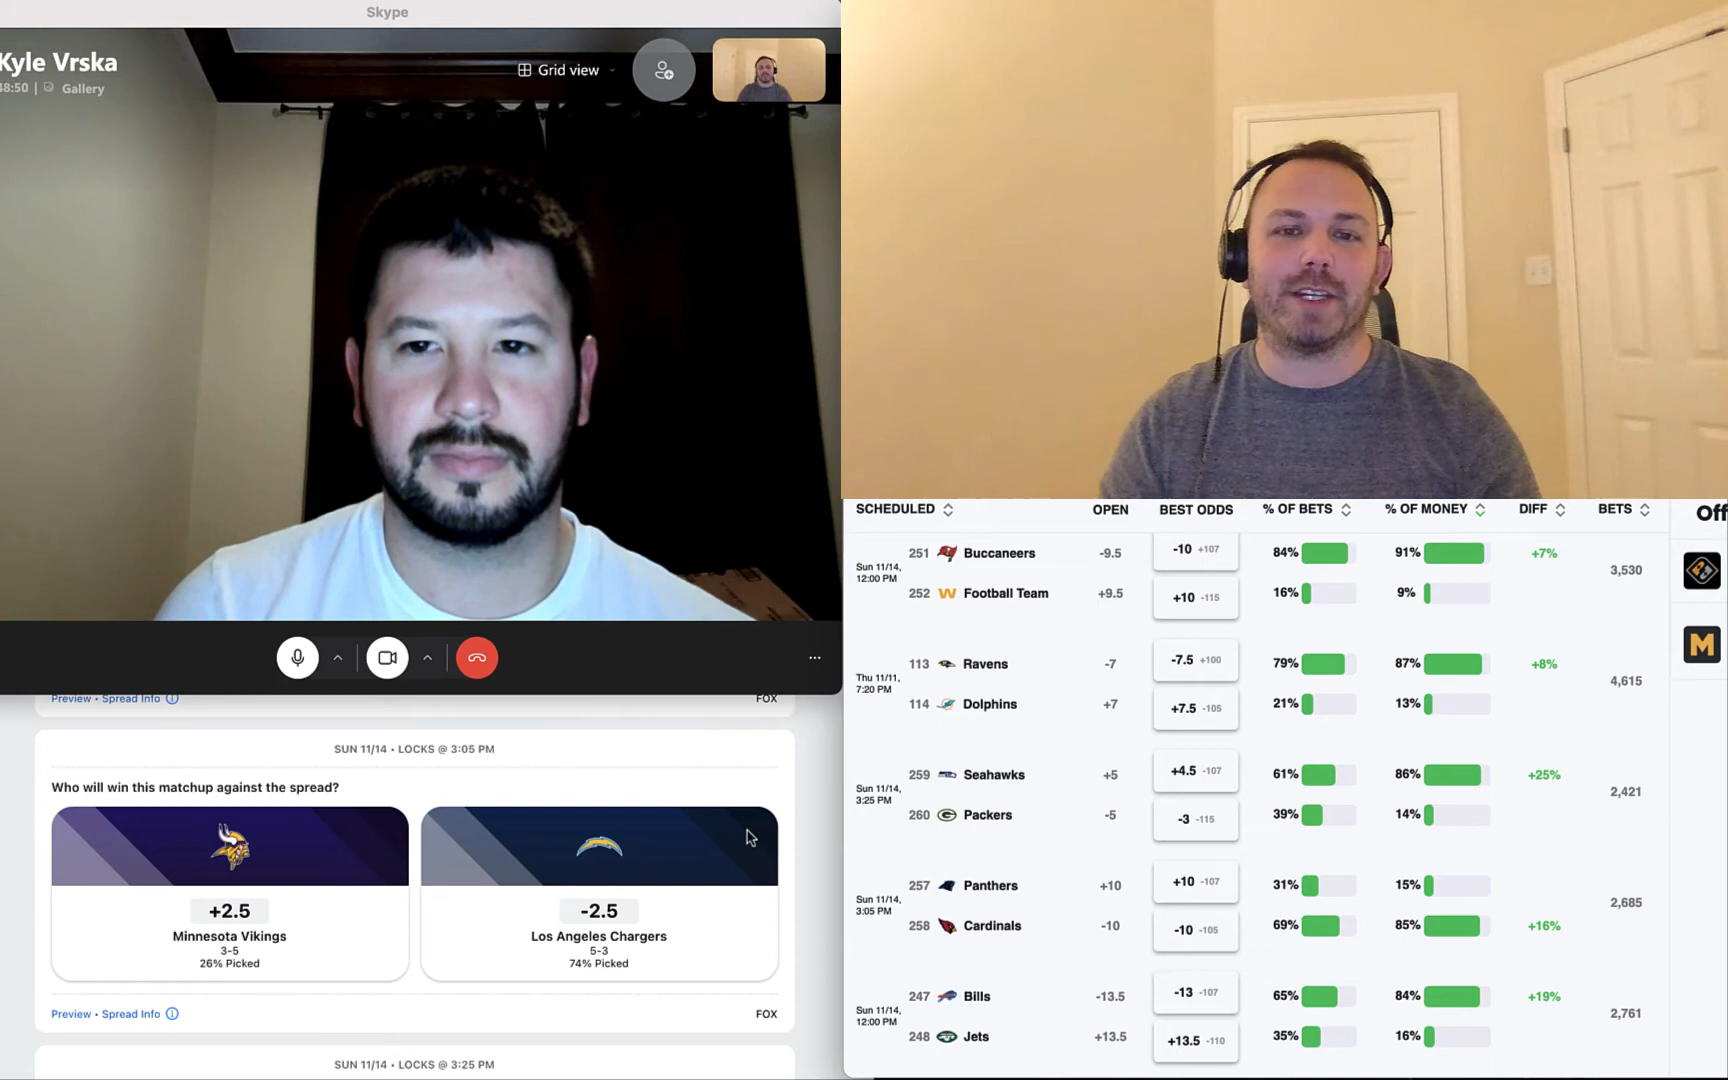 Skype
Kyle Vrska
48:50 | Gallery
Grid view
Preview • Spread Info
FOX
SUN 11/14 • LOCKS @ 3:05 PM
Who will win this matchup against the spread?
+2.5
Minnesota Vikings
3-5
26% Picked
-2.5
Los Angeles Chargers
5-3
74% Picked
Preview • Spread Info
FOX
SUN 11/14 • LOCKS @ 3:25 PM
SCHEDULED OPEN BEST ODDS % OF BETS % OF MONEY DIFF BETS Off
Sun 11/14,
12:00 PM
251 Buccaneers -9.5 -10 +107 84% 91% +7%
3,530
252 W Football Team +9.5 +10 -115 16% 9%
Thu 11/11,
7:20 PM
113 Ravens -7 -7.5 +100 79% 87% +8%
4,615
114 Dolphins +7 +7.5 -105 21% 13%
Sun 11/14,
3:25 PM
259 Seahawks +5 +4.5 -107 61% 86% +25%
2,421
260 G Packers -5 -3 -115 39% 14%
Sun 11/14,
3:05 PM
257 Panthers +10 +10 -107 31% 15%
2,685
258 Cardinals -10 -10 -105 69% 85% +16%
Sun 11/14,
12:00 PM
247 Bills -13.5 -13 -107 65% 84% +19%
2,761
248 Jets +13.5 +13.5 -110 35% 16%
M